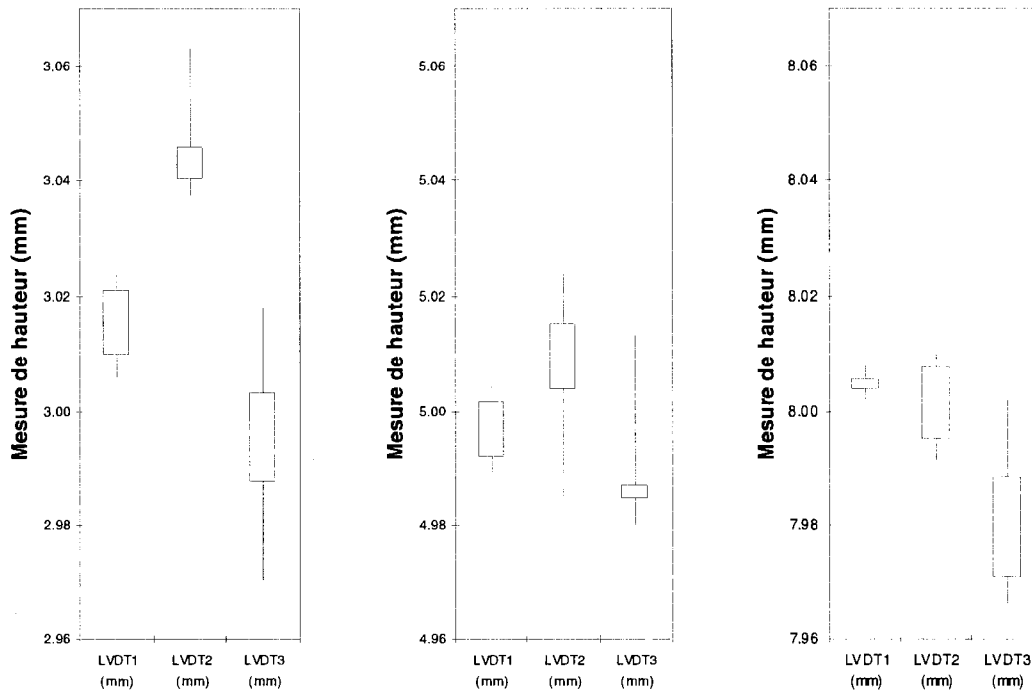 Mesure de hauteur (mm)
3.06
3.04
3.02
3.00
2.98
2.96
LVDT1 LVDT2 LVDT3
(mm) (mm) (mm)
Mesure de hauteur (mm)
5.06
5.04
5.02
5.00
4.98
4.96
LVDT1 LVDT2 LVDT3
(mm) (mm) (mm)
Mesure de hauteur (mm)
8.06
8.04
8.02
8.00
7.98
7.96
LVDT1 LVDT2 LVDT3
(mm) (mm) (mm)